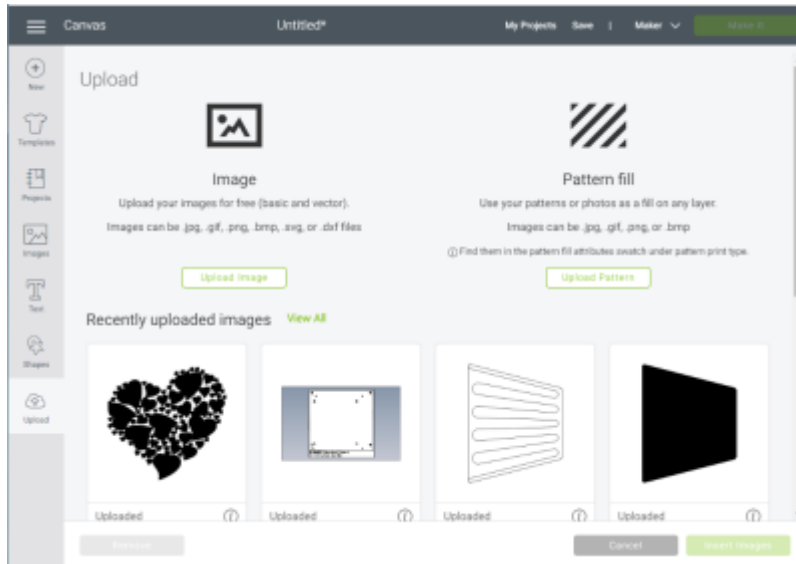 Canvas
Untitled*
My Projects Save | Maker
Make It
New
Templates
Projects
Images
Text
Shapes
Upload
Upload
Image
Upload your images for free (basic and vector).
Images can be .jpg, .gif, .png, .bmp, .svg, or .dxf files
Upload Image
Pattern fill
Use your patterns or photos as a fill on any layer.
Images can be .jpg, .gif, .png, or .bmp
Find them in the pattern fill attributes swatch under pattern print type.
Upload Pattern
Recently uploaded images View All
Uploaded
Uploaded
Uploaded
Uploaded
Remove
Cancel
Insert Images